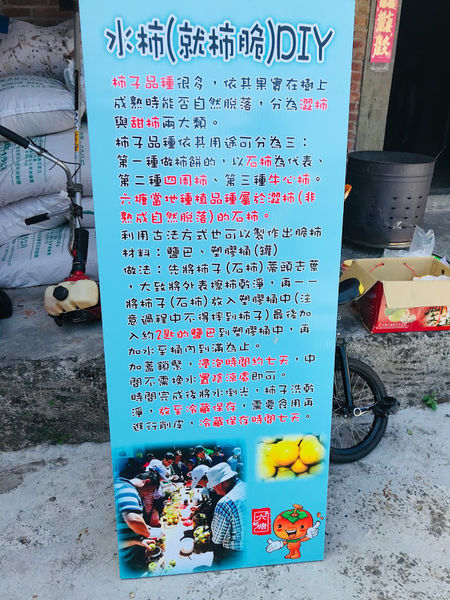 水柿(就柿脆)DIY
柿子品種很多，依其果實在樹上
成熟時能否自然脫落，分為澀柿
與甜柿兩大類。
柿子品種依其用途可分為三：
第一種做柿餅的，以石柿為代表、
第二種四周柿、第三種牛心柿。
六塘當地種植品種屬於澀柿(非
熟成自然脫落)的石柿。
利用古法方式也可以製作出脆柿
材料：鹽巴、塑膠桶(罐)
做法：先將柿子(石柿)蒂頭去葉
，大致將外表擦拭乾淨，再一一
將柿子(石柿)放入塑膠桶中(注
意過程中不得摔到柿子)最後加
入約2匙的鹽巴到塑膠桶中，再
加水至桶內到滿為止。
加蓋鎖緊，浸泡時間約七天，中
間不需換水置陰涼處即可。
時間完成後將水倒光，柿子洗乾
淨，放至冷藏保存，需要食用再
進行削皮，冷藏保存時間七天。
六塘